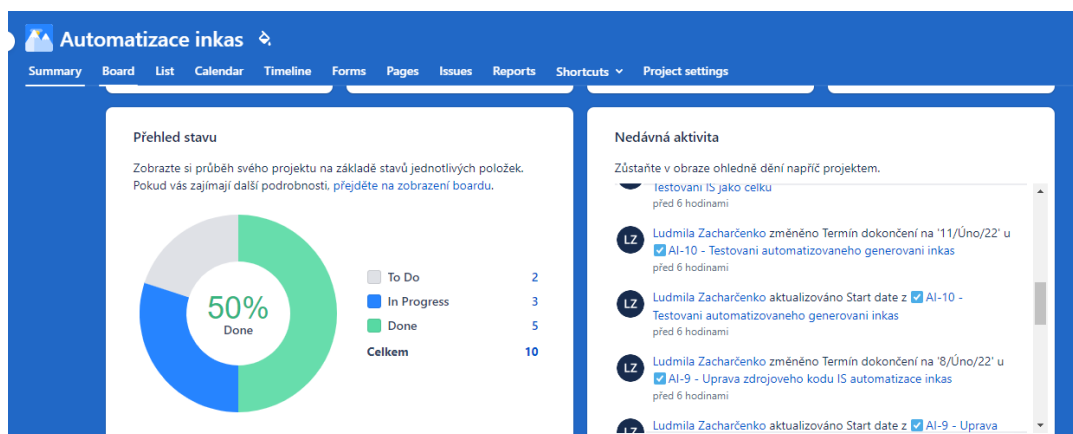 Automatizace inkas
Summary Board List Calendar Timeline Forms Pages Issues Reports Shortcuts Project settings
Přehled stavu
Zobrazte si průběh svého projektu na základě stavů jednotlivých položek.
Pokud vás zajímají další podrobnosti, přejděte na zobrazení boardu.
50%
Done
To Do 2
In Progress 3
Done 5
Celkem 10
Nedávná aktivita
Zůstaňte v obraze ohledně dění napříč projektem.
Testovani IS jako celku
před 6 hodinami
LZ
Ludmila Zacharčenko změněno Termín dokončení na '11/Úno/22' u
AI-10 - Testovani automatizovaneho generovani inkas
před 6 hodinami
LZ
Ludmila Zacharčenko aktualizováno Start date z AI-10 -
Testovani automatizovaneho generovani inkas
před 6 hodinami
LZ
Ludmila Zacharčenko změněno Termín dokončení na '8/Úno/22' u
AI-9 - Uprava zdrojoveho kodu IS automatizace inkas
před 6 hodinami
LZ
Ludmila Zacharčenko aktualizováno Start date z AI-9 - Uprava